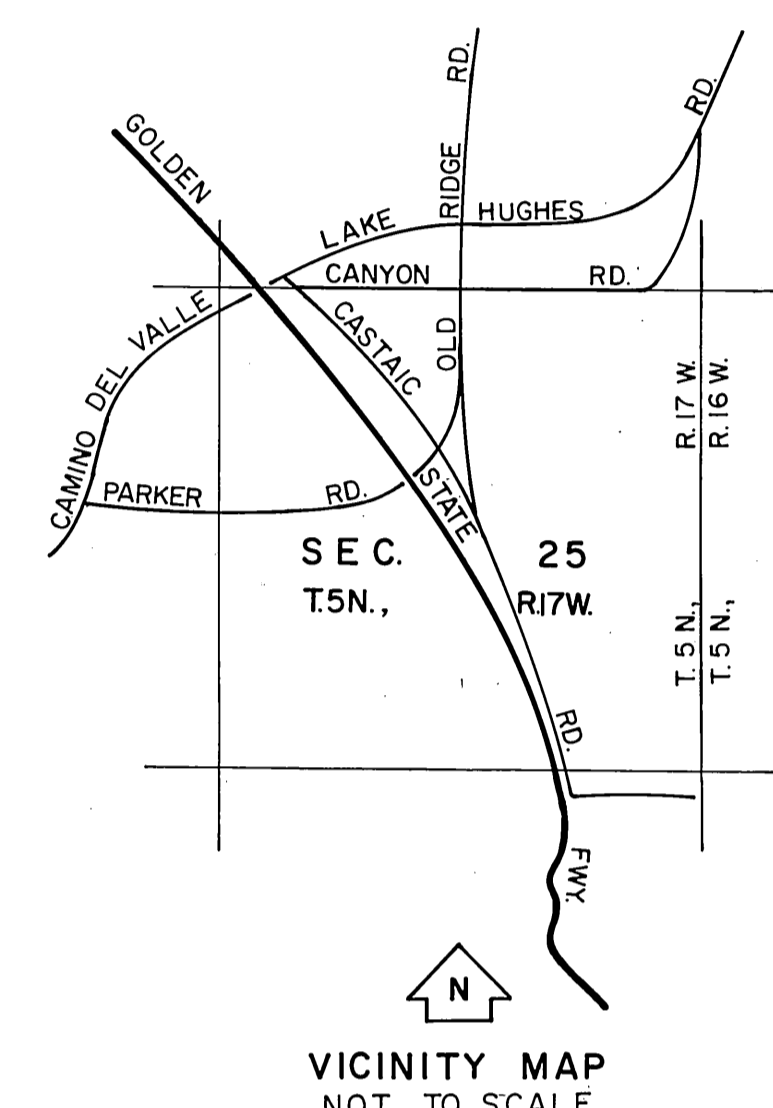 GOLDEN
STATE
FWY.
OLD
RIDGE
RD.
LAKE
HUGHES
RD.
CANYON
RD.
CASTAIC
RD.
CAMINO DEL VALLE
PARKER
RD.
SEC. 25
T.5N., R.17W.
R.17 W.
R.16 W.
T. 5 N.,
T. 5 N.,
N
VICINITY MAP
NOT TO SCALE